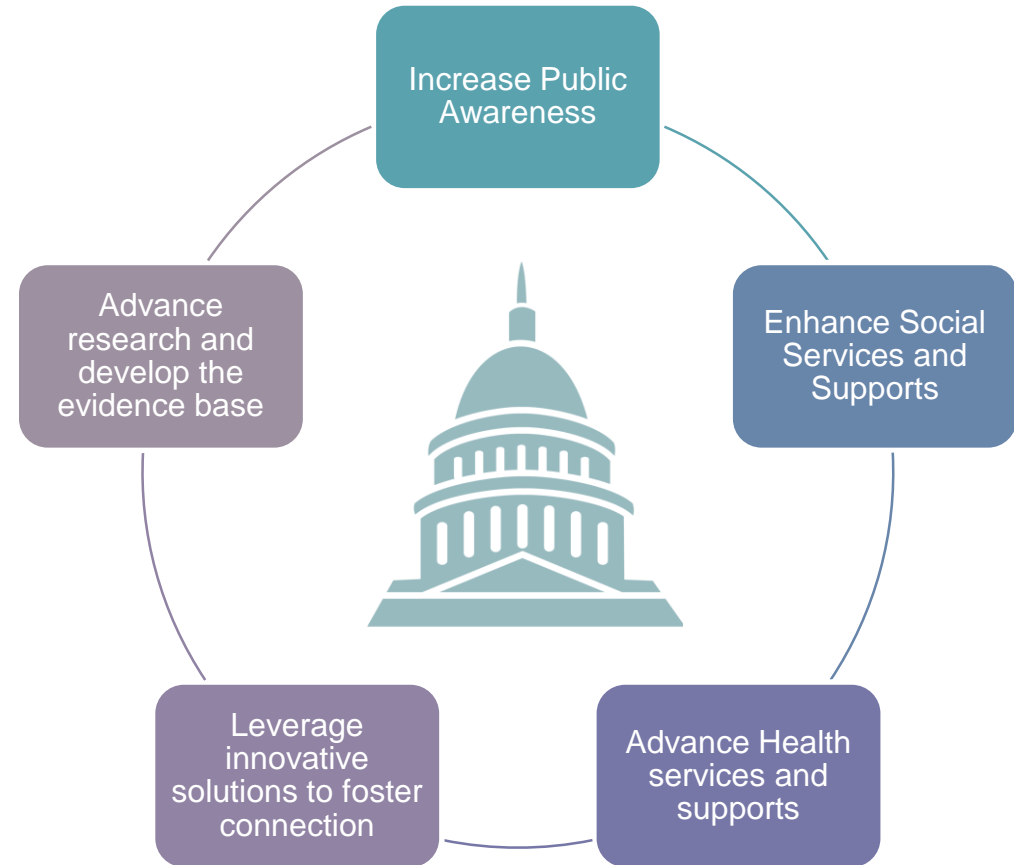 Increase Public
Awareness
Enhance Social
Services and
Supports
Advance Health
services and
supports
Leverage
innovative
solutions to foster
connection
Advance
research and
develop the
evidence base